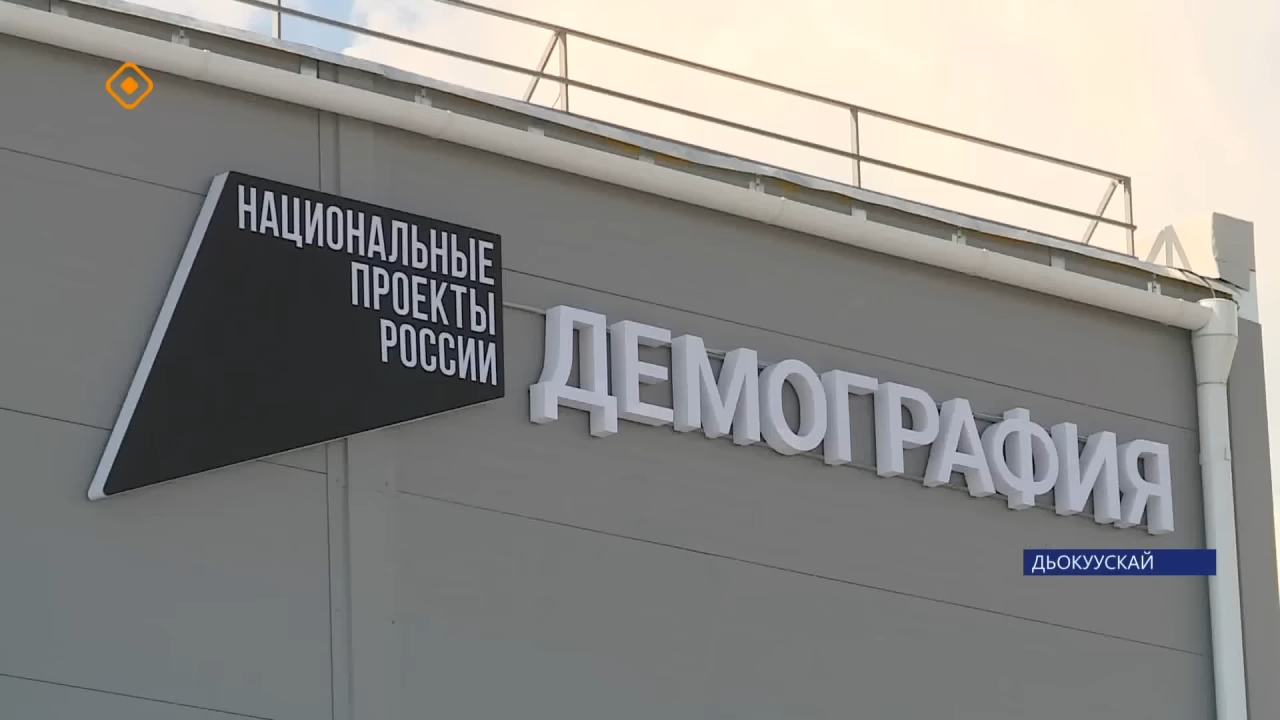 НАЦИОНАЛЬНЫЕ
ПРОЕКТЫ
РОССИИ
ДЕМОГРАФИЯ
ДЬОКУУСКАЙ